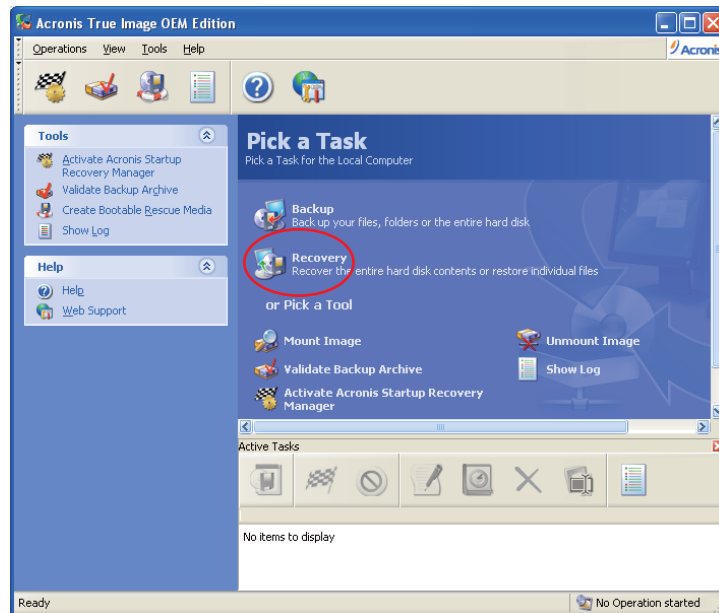 Acronis True Image OEM Edition
Operations View Tools Help
Acronis
Tools
Activate Acronis Startup
Recovery Manager
Validate Backup Archive
Create Bootable Rescue Media
Show Log
Help
Help
Web Support
Pick a Task
Pick a Task for the Local Computer
Backup
Back up your files, folders or the entire hard disk
Recovery
Recover the entire hard disk contents or restore individual files
or Pick a Tool
Mount Image
Unmount Image
Validate Backup Archive
Show Log
Activate Acronis Startup Recovery
Manager
Active Tasks
No items to display
Ready
No Operation started